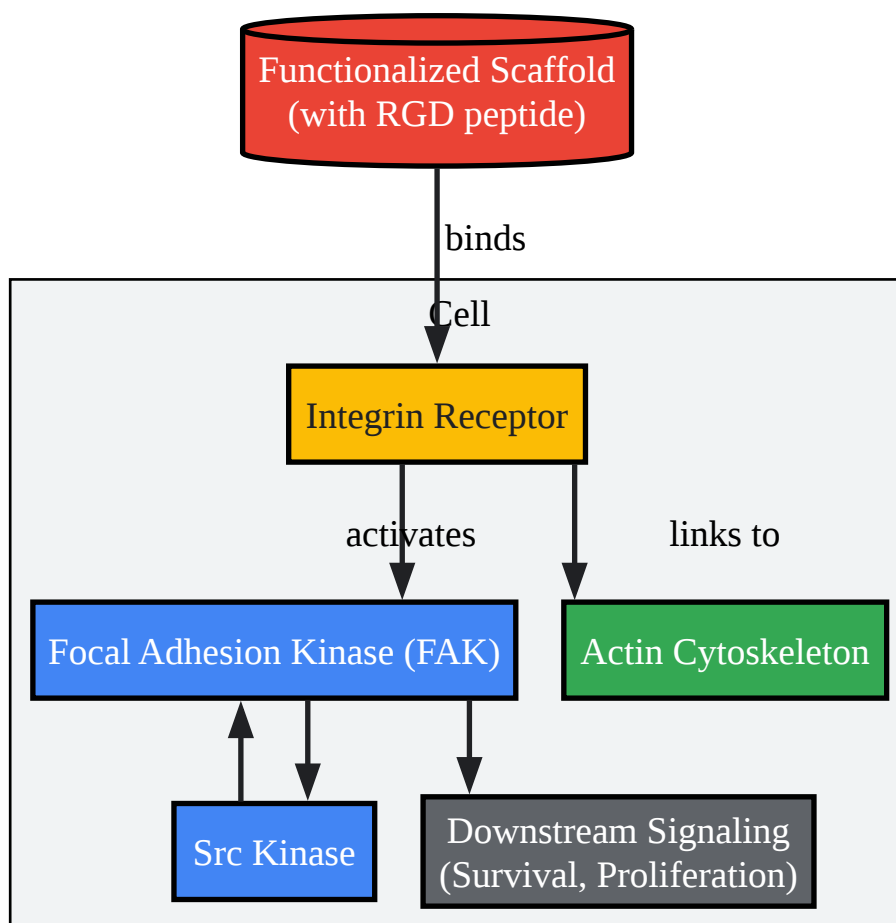 Functionalized Scaffold
(with RGD peptide)
binds
Cell
Integrin Receptor
activates
links to
Focal Adhesion Kinase (FAK)
Actin Cytoskeleton
Src Kinase
Downstream Signaling
(Survival, Proliferation)